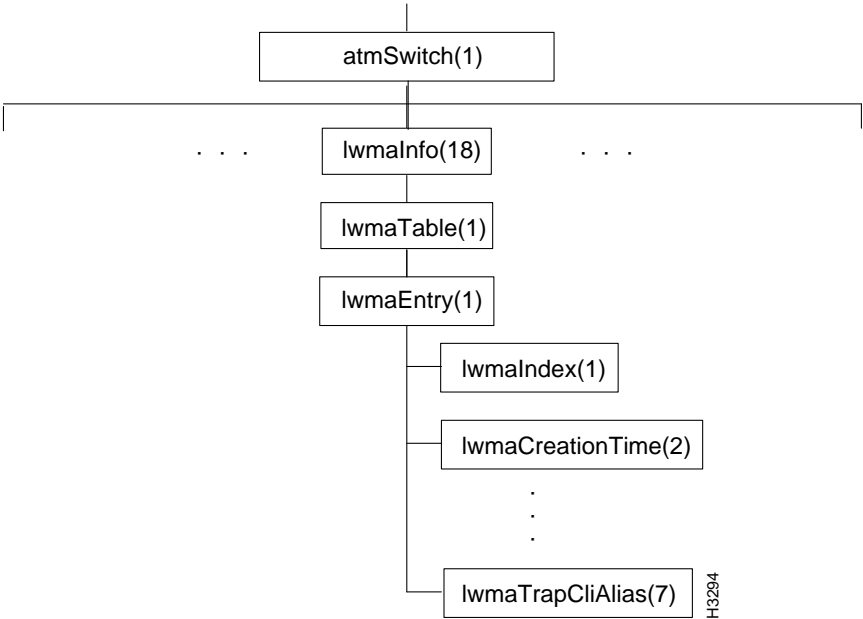 atmSwitch(1)
. . . lwmaInfo(18) . . .
lwmaTable(1)
lwmaEntry(1)
lwmaIndex(1)
lwmaCreationTime(2)
.
.
.
lwmaTrapCliAlias(7)
H3294